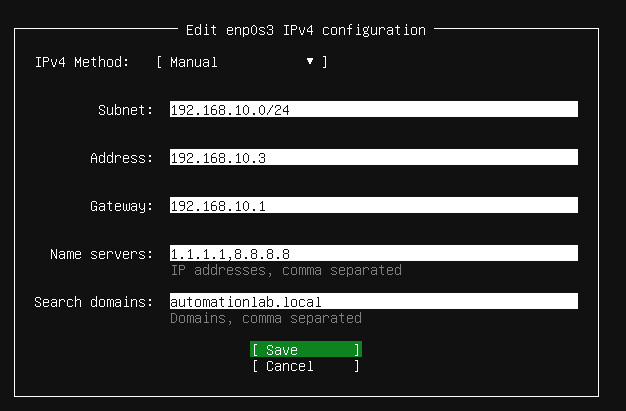 Edit enp0s3 IPv4 configuration
IPv4 Method: [ Manual ▼ ]
Subnet: 192.168.10.0/24
Address: 192.168.10.3
Gateway: 192.168.10.1
Name servers: 1.1.1.1,8.8.8.8
IP addresses, comma separated
Search domains: automationlab.local
Domains, comma separated
[ Save ]
[ Cancel ]